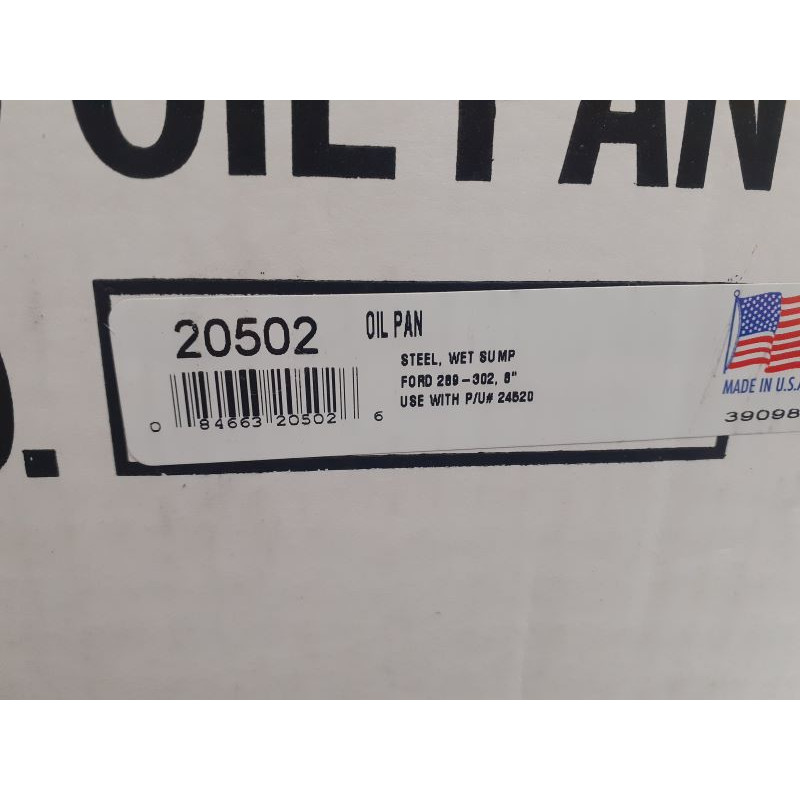 OIL PAN
20502
OIL PAN
STEEL, WET SUMP
FORD 289-302, 8"
USE WITH P/U# 24520
0 84663 20502 6
MADE IN U.S.A
39098